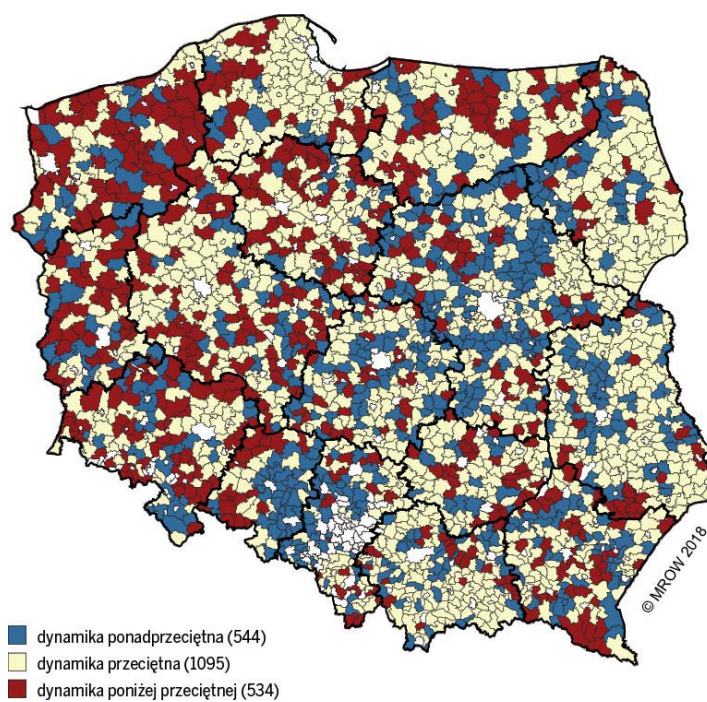 © MROW 2018
dynamika ponadprzeciętna (544)
dynamika przeciętna (1095)
dynamika poniżej przeciętnej (534)